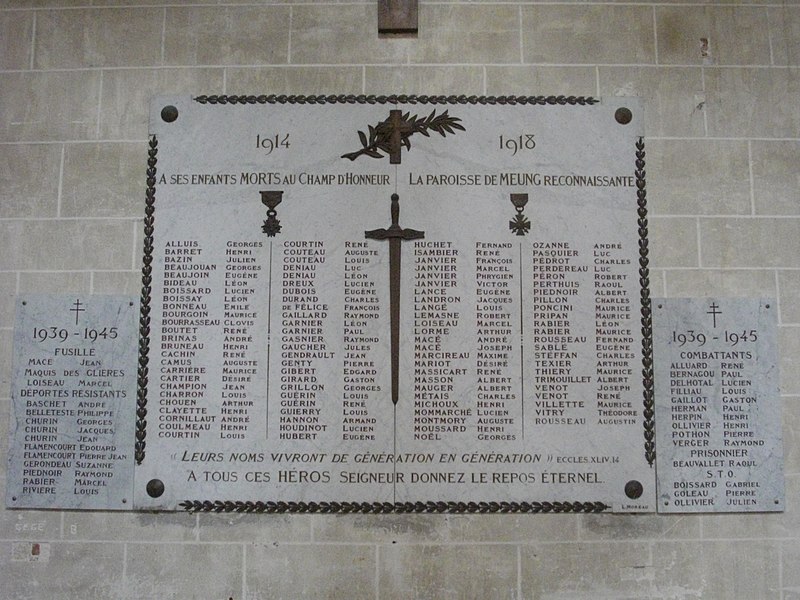 1914 1918
A SES ENFANTS MORTS AU CHAMP D'HONNEUR LA PAROISSE DE MEUNG RECONNAISSANTE
ALLUIS GEORGES
BARRET HENRI
BAZIN JULIEN
BEAUJOUAN GEORGES
BEAUJOIN EUGÈNE
BIDEAU LÉON
BOISSARD LUCIEN
BOISSAY LÉON
BONNEAU EMILE
BOURGOIN MAURICE
BOURRASSEAU CLOVIS
BOUTET RENÉ
BRINAS ANDRÉ
BRUNEAU HENRI
CACHIN RENÉ
CAMUS AUGUSTE
CARRIÈRE MAURICE
CARTIER DÉSIRÉ
CHAMPION JEAN
CHARRON LOUIS
CHOUEN ARTHUR
CLAYETTE HENRI
CORNILLAUT ANDRÉ
COULMEAU HENRI
COURTIN LOUIS
COURTIN RENÉ
COUTEAU AUGUSTE
COUTEAU LOUIS
DENIAU LUC
DENIAU LÉON
DREUX LUCIEN
DUBOIS EUGÈNE
DURAND CHARLES
DE FÉLICE FRANÇOIS
GAILLARD RAYMOND
GARNIER LÉON
GARNIER PAUL
GASNIER RAYMOND
GAUCHER JULES
GENDRAULT JEAN
GENTY PIERRE
GIBERT EDGARD
GIRARD GASTON
GRILLON GEORGES
GUÉRIN HENRI
GUÉRIN RENÉ
GUIERRY LOUIS
HANNON ARMAND
HOUDINOT LUCIEN
HUBERT EUGÈNE
HUCHET FERNAND
ISAMBIER RENÉ
JANVIER FRANÇOIS
JANVIER MARCEL
JANVIER PHRYGIEN
JANVIER VICTOR
LANCE EUGÈNE
LANDRON JACQUES
LANGÉ LOUIS
LEMASNE ROBERT
LOISEAU MARCEL
LORME ARTHUR
MACÉ ANDRÉ
MACÉ JOSEPH
MARCIREAU MAXIME
MARIOT DÉSIRÉ
MASSICART RENÉ
MASSON ALBERT
MAUGER ALBERT
MÉTAIS CHARLES
MICHOUX HENRI
MOMMARCHÉ LUCIEN
MONTMORY LUCIEN
MOUSSARD HENRI
NOËL GEORGES
OZANNE ANDRÉ
PASQUIER LUC
PÉDROT CHARLES
PERDEREAU LUC
PÉRON ROBERT
PERTHUIS RAOUL
PIEDNOIR ALBERT
PILLON CHARLES
PONCIN MAURICE
PRIPAN MAURICE
RABIER LÉON
RABIER MAURICE
ROUSSEAU FERNAND
SABLE EUGÈNE
STEFFAN CHARLES
TEXIER ARTHUR
THIERY MAURICE
TRIMOUILLET ALBERT
VENOT JOSEPH
VENOT RENÉ
VILLETTE MAURICE
VITRY THÉODORE
ROUSSEAU AUGUSTIN
« LEURS NOMS VIVRONT DE GÉNÉRATION EN GÉNÉRATION » ECCLES. XLIV. 14
A TOUS CES HÉROS SEIGNEUR DONNEZ LE REPOS ÉTERNEL
L. MOREAU
1939 - 1945
FUSILLÉ
MACE JEAN
MAQUIS DES GLIÈRES
LOISEAU MARCEL
DÉPORTÉS RÉSISTANTS
BASCHET ANDRÉ
BELLETESTE PHILIPPE
CHURIN GEORGES
CHURIN JACQUES
CHURIN JEAN
FLAMENCOURT EDOUARD
FLAMENCOURT PIERRE JEAN
GERONDEAU SUZANNE
PIEDNOIR RAYMOND
RABIER MARCEL
RIVIÈRE LOUIS
1939 - 1945
COMBATTANTS
ALLUARD RENÉ
BERNAGOU PAUL
DELHOTAL LUCIEN
FILLIAU LOUIS
GAILLOT GASTON
HERMAN PAUL
HERPIN HENRI
OLLIVIER HENRI
POTHON PIERRE
VERGER RAYMOND
PRISONNIER
BEAUVALLET RAOUL
S.T.O
BOISSARD GABRIEL
GOLEAU PIERRE
OLLIVIER JULIEN